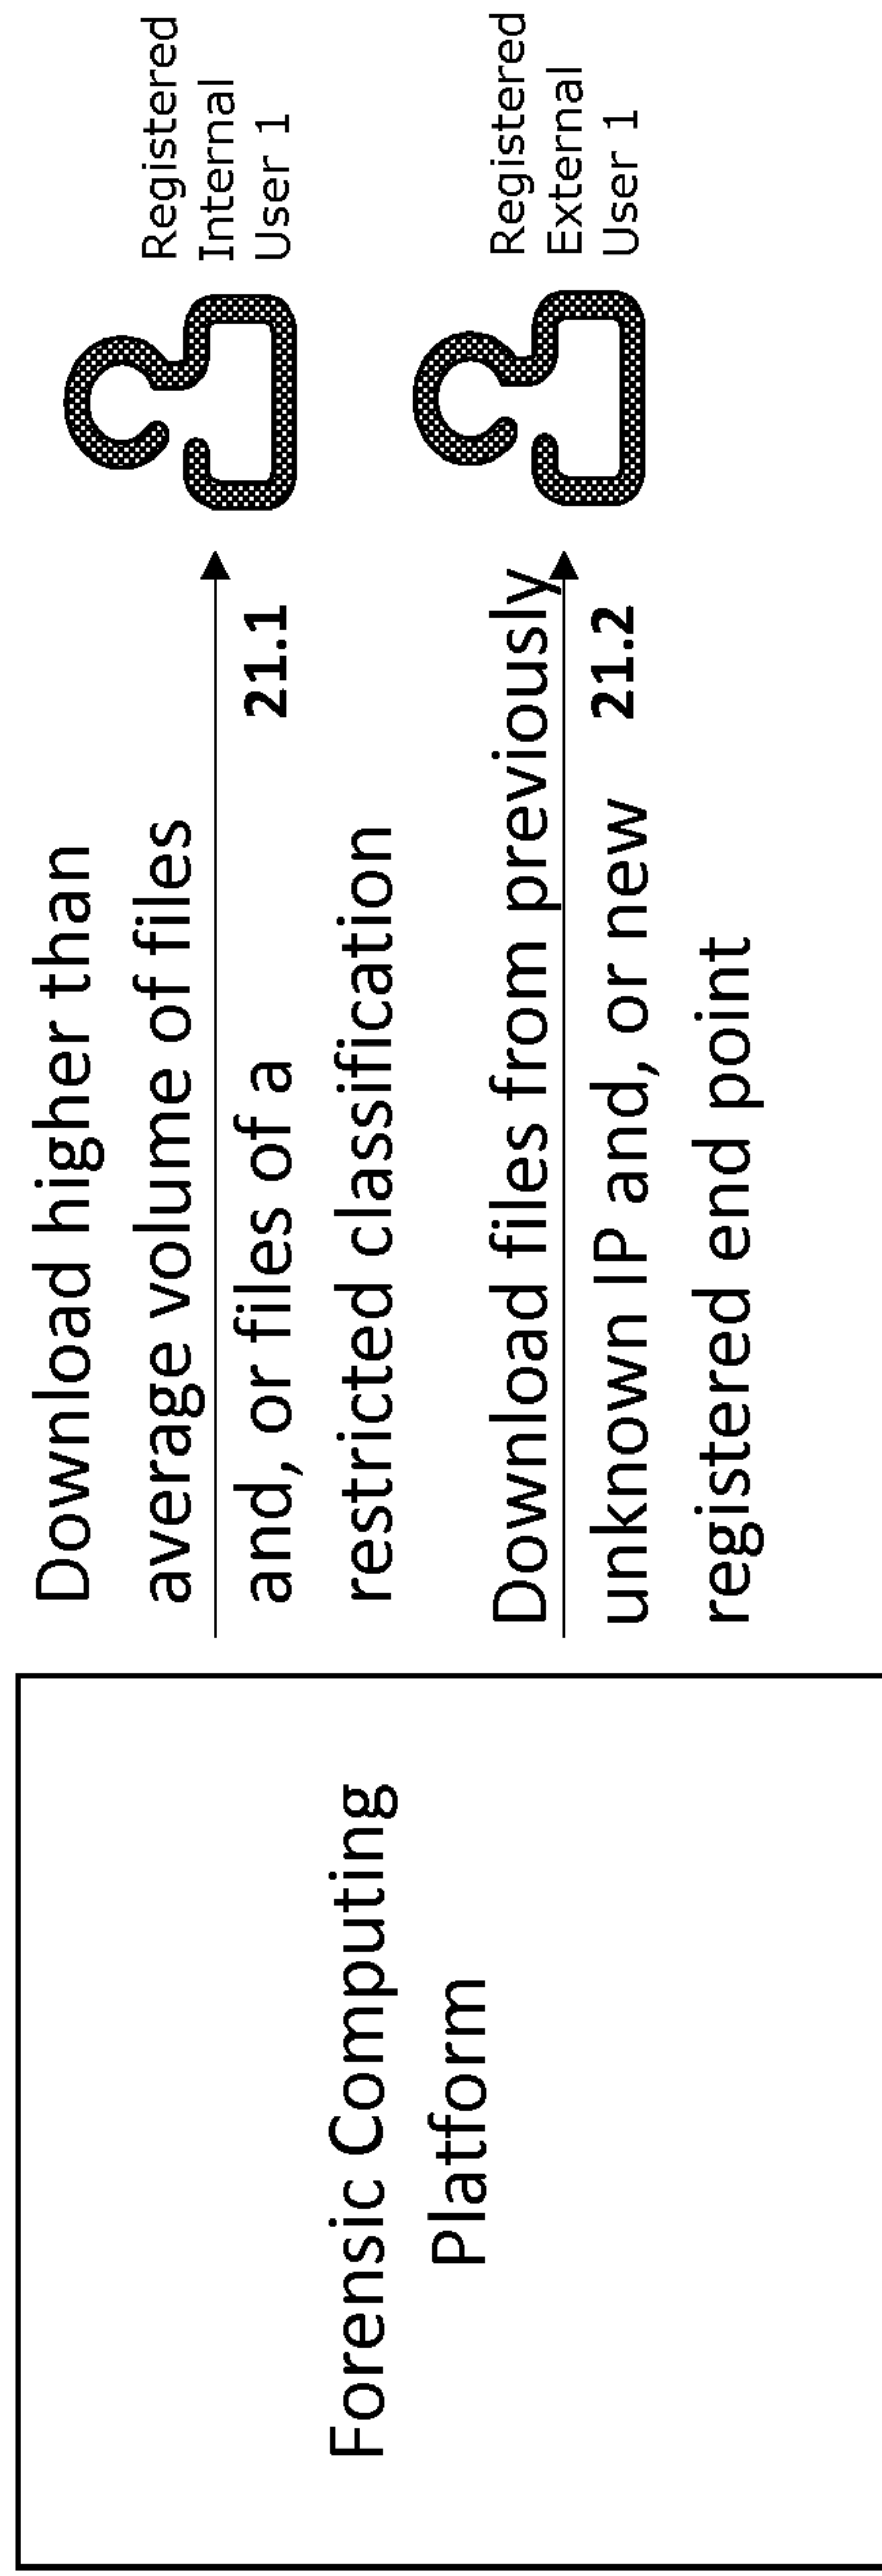 Forensic Computing
Platform
Download higher than
average volume of files
and, or files of a
restricted classification
21.1
Registered
Internal
User 1
Download files from previously
unknown IP and, or new
registered end point
21.2
Registered
External
User 1